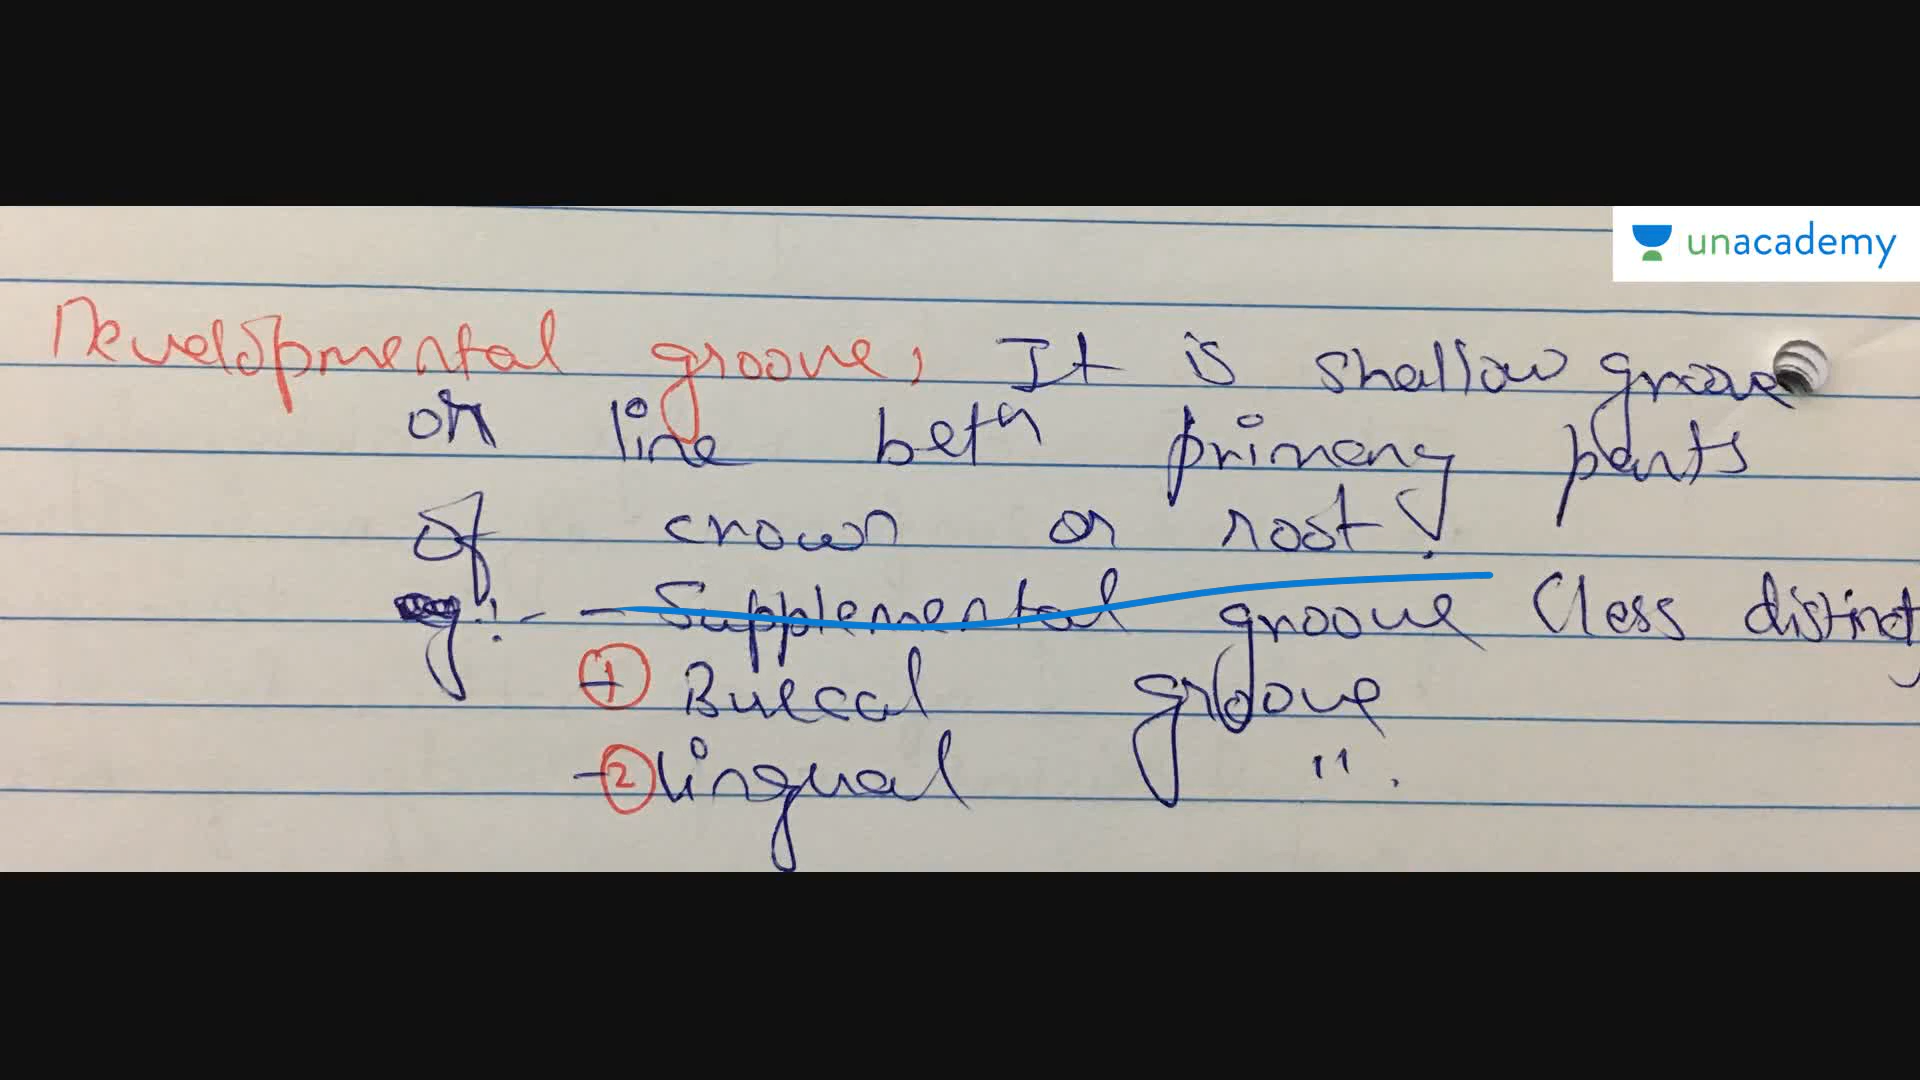 unacademy
Developmental groove, It is shallow groove
or line betn primary parts
of crown or root.
eg:- - Supplemental groove (less distinct)
1 Buccal groove
- 2 lingual " .